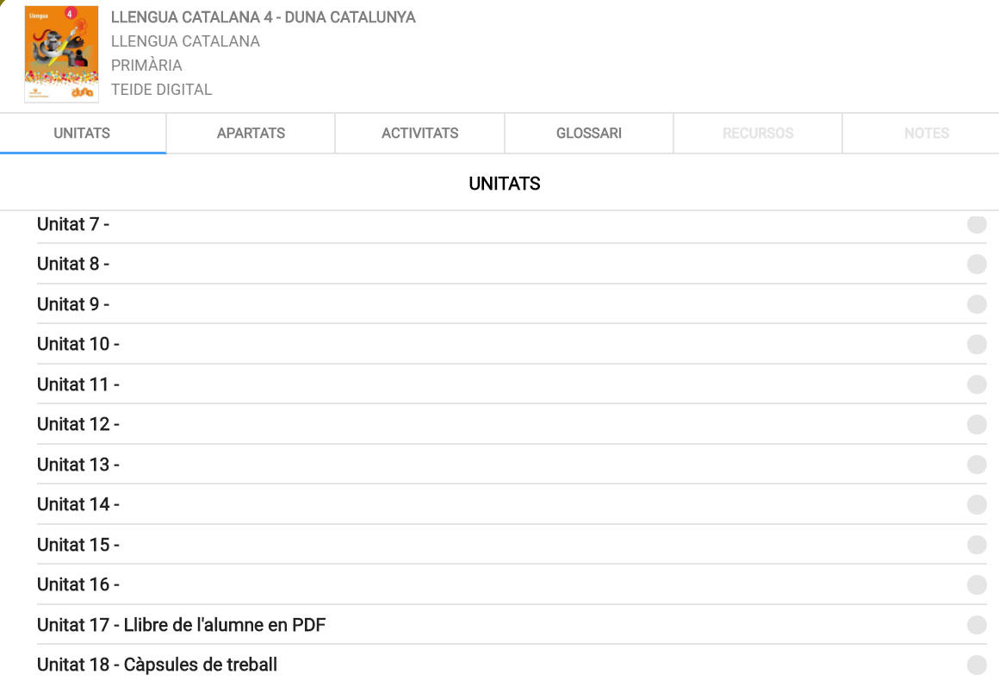 Llengua 4
duna
LLENGUA CATALANA 4 - DUNA CATALUNYA
LLENGUA CATALANA
PRIMÀRIA
TEIDE DIGITAL
UNITATS APARTATS ACTIVITATS GLOSSARI RECURSOS NOTES
UNITATS
Unitat 7 -
Unitat 8 -
Unitat 9 -
Unitat 10 -
Unitat 11 -
Unitat 12 -
Unitat 13 -
Unitat 14 -
Unitat 15 -
Unitat 16 -
Unitat 17 - Llibre de l'alumne en PDF
Unitat 18 - Càpsules de treball